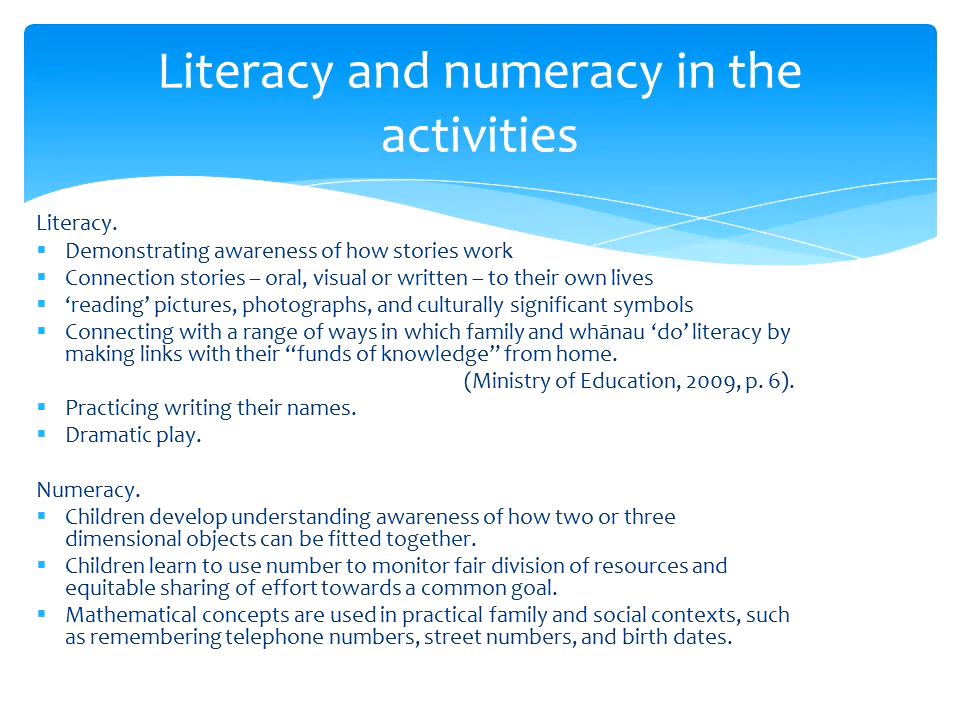 Literacy and numeracy in the
activities
Literacy.
▪ Demonstrating awareness of how stories work
▪ Connection stories – oral, visual or written – to their own lives
▪ ‘reading’ pictures, photographs, and culturally significant symbols
▪ Connecting with a range of ways in which family and whānau ‘do’ literacy by
making links with their “funds of knowledge” from home.
(Ministry of Education, 2009, p. 6).
▪ Practicing writing their names.
▪ Dramatic play.
Numeracy.
▪ Children develop understanding awareness of how two or three
dimensional objects can be fitted together.
▪ Children learn to use number to monitor fair division of resources and
equitable sharing of effort towards a common goal.
▪ Mathematical concepts are used in practical family and social contexts, such
as remembering telephone numbers, street numbers, and birth dates.